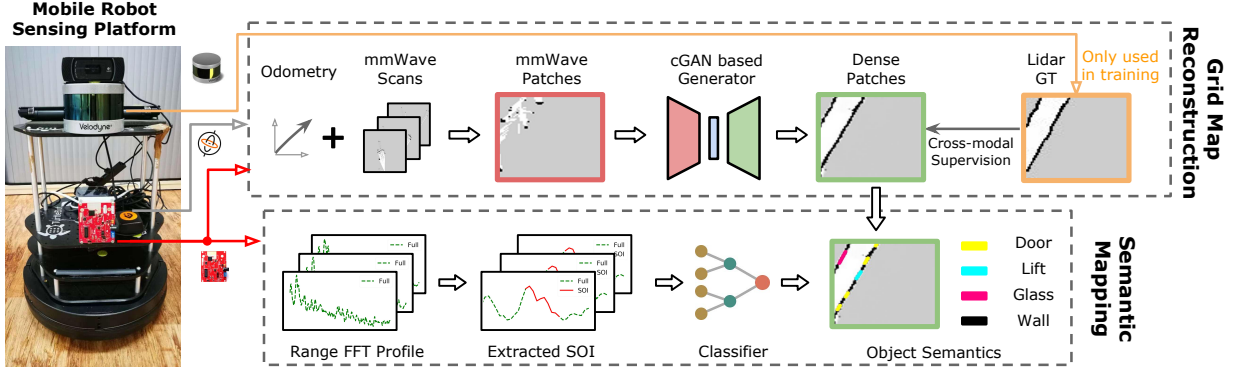 Mobile Robot
Sensing Platform
Velodyne
Odometry
mmWave
Scans
mmWave
Patches
cGAN based
Generator
Dense
Patches
Lidar
GT
Only used
in training
Cross-modal
Supervision
Grid Map
Reconstruction
Full
Full
Full
Range FFT Profile
Full
SOI
Full
SOI
Full
SOI
Extracted SOI
Classifier
Object Semantics
Door
Lift
Glass
Wall
Semantic
Mapping